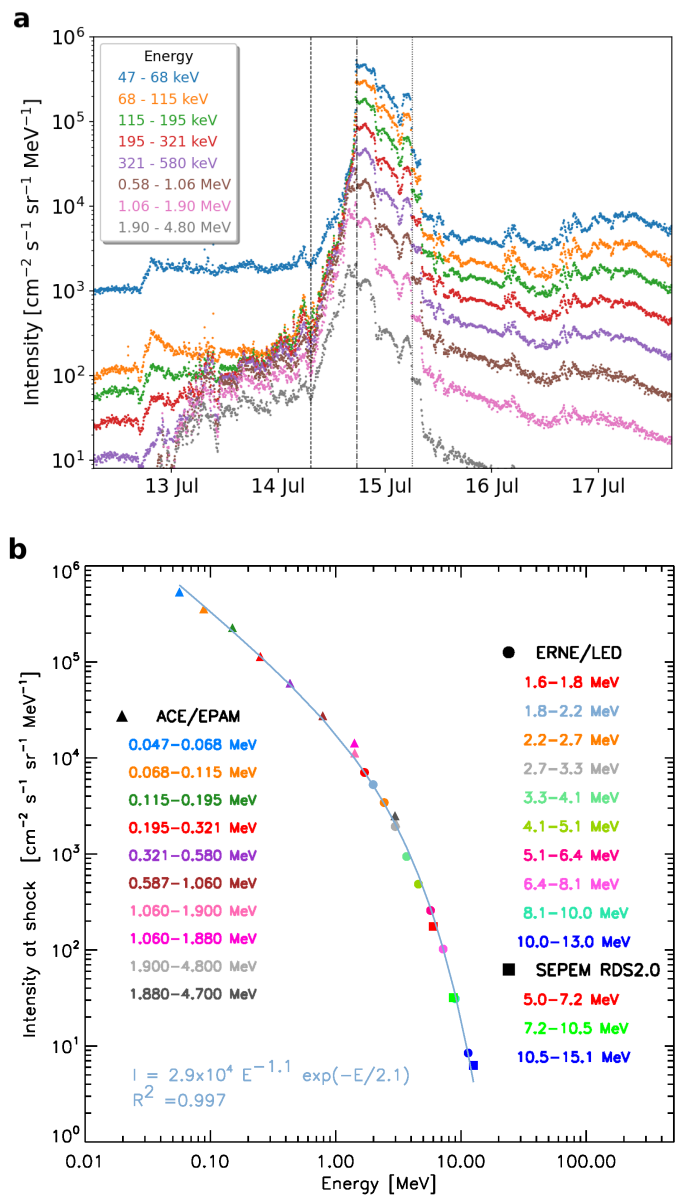 a
10^6
10^5
10^4
10^3
10^2
10^1
Intensity [cm^−2 s^−1 sr^−1 MeV^−1]
Energy
47 - 68 keV
68 - 115 keV
115 - 195 keV
195 - 321 keV
321 - 580 keV
0.58 - 1.06 MeV
1.06 - 1.90 MeV
1.90 - 4.80 MeV
13 Jul
14 Jul
15 Jul
16 Jul
17 Jul
b
10^6
10^5
10^4
10^3
10^2
10^1
10^0
Intensity at shock [cm^−2 s^−1 sr^−1 MeV^−1]
ACE/EPAM
0.047−0.068 MeV
0.068−0.115 MeV
0.115−0.195 MeV
0.195−0.321 MeV
0.321−0.580 MeV
0.587−1.060 MeV
1.060−1.900 MeV
1.060−1.880 MeV
1.900−4.800 MeV
1.880−4.700 MeV
ERNE/LED
1.6−1.8 MeV
1.8−2.2 MeV
2.2−2.7 MeV
2.7−3.3 MeV
3.3−4.1 MeV
4.1−5.1 MeV
5.1−6.4 MeV
6.4−8.1 MeV
8.1−10.0 MeV
10.0−13.0 MeV
SEPEM RDS2.0
5.0−7.2 MeV
7.2−10.5 MeV
10.5−15.1 MeV
I = 2.9x10^4 E^−1.1 exp(−E/2.1)
R^2 =0.997
0.01
0.10
1.00
10.00
100.00
Energy [MeV]